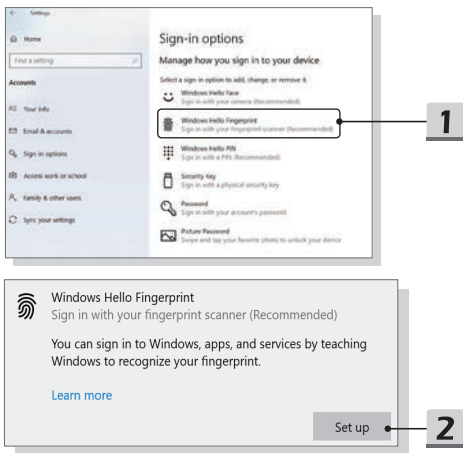 Settings
Home
Find a setting
Accounts
Your info
Email & accounts
Sign-in options
Access work or school
Family & other users
Sync your settings
Sign-in options
Manage how you sign in to your device
Select a sign-in option to add, change, or remove it.
Windows Hello Face
Sign in with your camera (Recommended)
Windows Hello Fingerprint
Sign in with your fingerprint scanner (Recommended)
Windows Hello PIN
Sign in with a PIN (Recommended)
Security Key
Sign in with a physical security key
Password
Sign in with your account's password
Picture Password
Swipe and tap your favorite photo to unlock your device
1
Windows Hello Fingerprint
Sign in with your fingerprint scanner (Recommended)
You can sign in to Windows, apps, and services by teaching
Windows to recognize your fingerprint.
Learn more
Set up
2